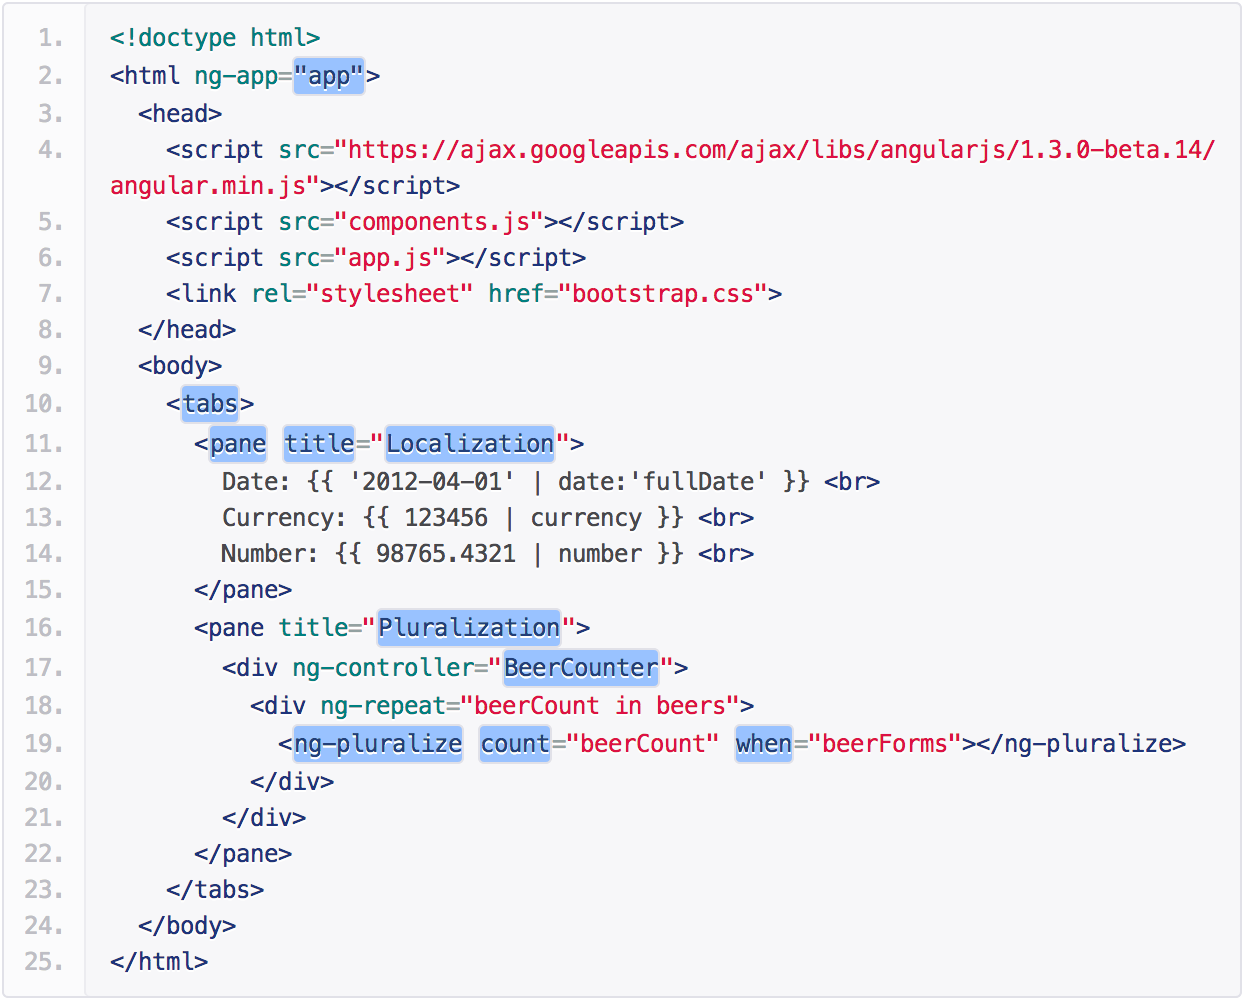 1. <!doctype html>
2. <html ng-app="app">
3.   <head>
4.     <script src="https://ajax.googleapis.com/ajax/libs/angularjs/1.3.0-beta.14/
angular.min.js"></script>
5.     <script src="components.js"></script>
6.     <script src="app.js"></script>
7.     <link rel="stylesheet" href="bootstrap.css">
8.   </head>
9.   <body>
10.     <tabs>
11.       <pane title="Localization">
12.         Date: {{ '2012-04-01' | date:'fullDate' }} <br>
13.         Currency: {{ 123456 | currency }} <br>
14.         Number: {{ 98765.4321 | number }} <br>
15.       </pane>
16.       <pane title="Pluralization">
17.         <div ng-controller="BeerCounter">
18.           <div ng-repeat="beerCount in beers">
19.             <ng-pluralize count="beerCount" when="beerForms"></ng-pluralize>
20.           </div>
21.         </div>
22.       </pane>
23.     </tabs>
24.   </body>
25. </html>